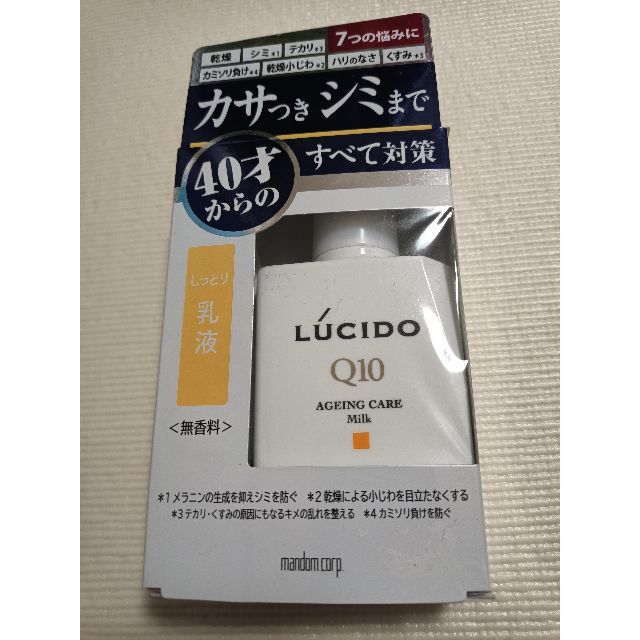 乾燥 シミ*1 テカリ*3 7つの悩みに
カミソリ負け*4 乾燥小じわ*2 ハリのなさ くすみ*3
カサつきシミまで
40才からの
すべて対策
しっとり
乳液
<無香料>
LÚCIDO
Q10
AGEING CARE
Milk
*1 メラニンの生成を抑えシミを防ぐ *2 乾燥による小じわを目立たなくする
*3 テカリ・くすみの原因にもなるキメの乱れを整える *4 カミソリ負けを防ぐ
mandom corp.